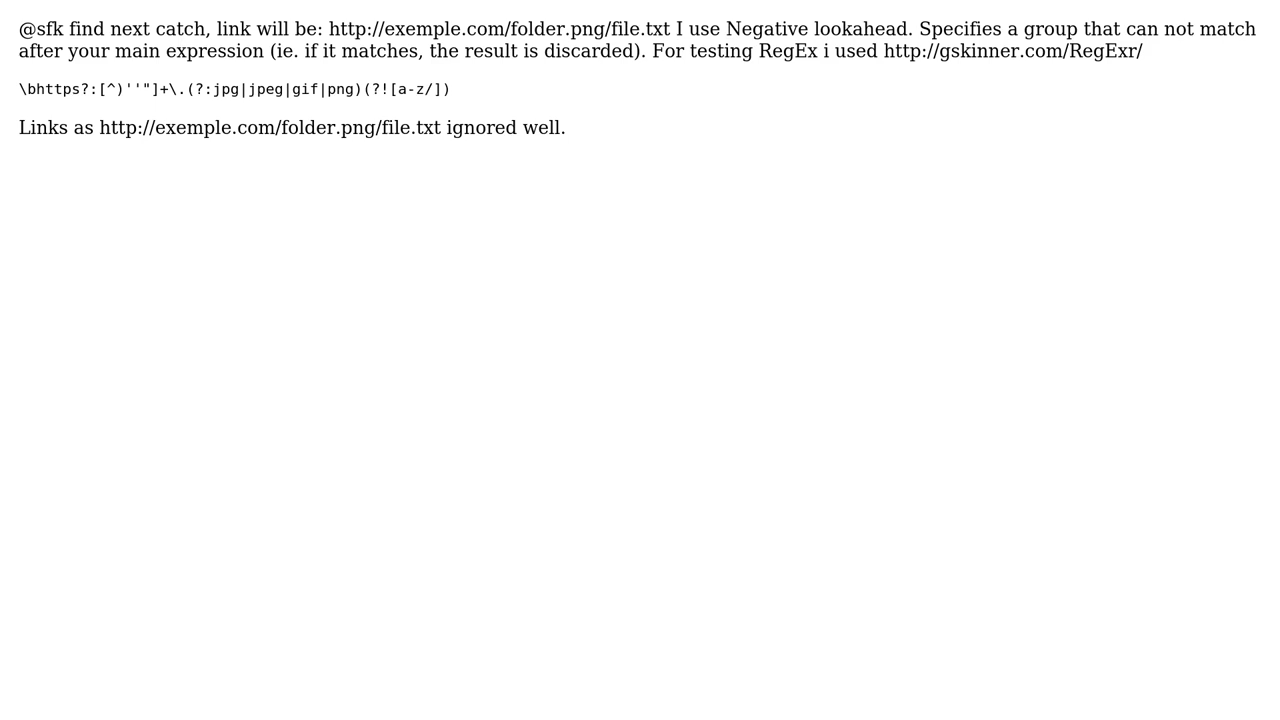 @sfk find next catch, link will be: http://exemple.com/folder.png/file.txt I use Negative lookahead. Specifies a group that can not match
after your main expression (ie. if it matches, the result is discarded). For testing RegEx i used http://gskinner.com/RegExr/
\bhttps?:[^)''"]+\.(?:jpg|jpeg|gif|png)(?![a-z/])
Links as http://exemple.com/folder.png/file.txt ignored well.